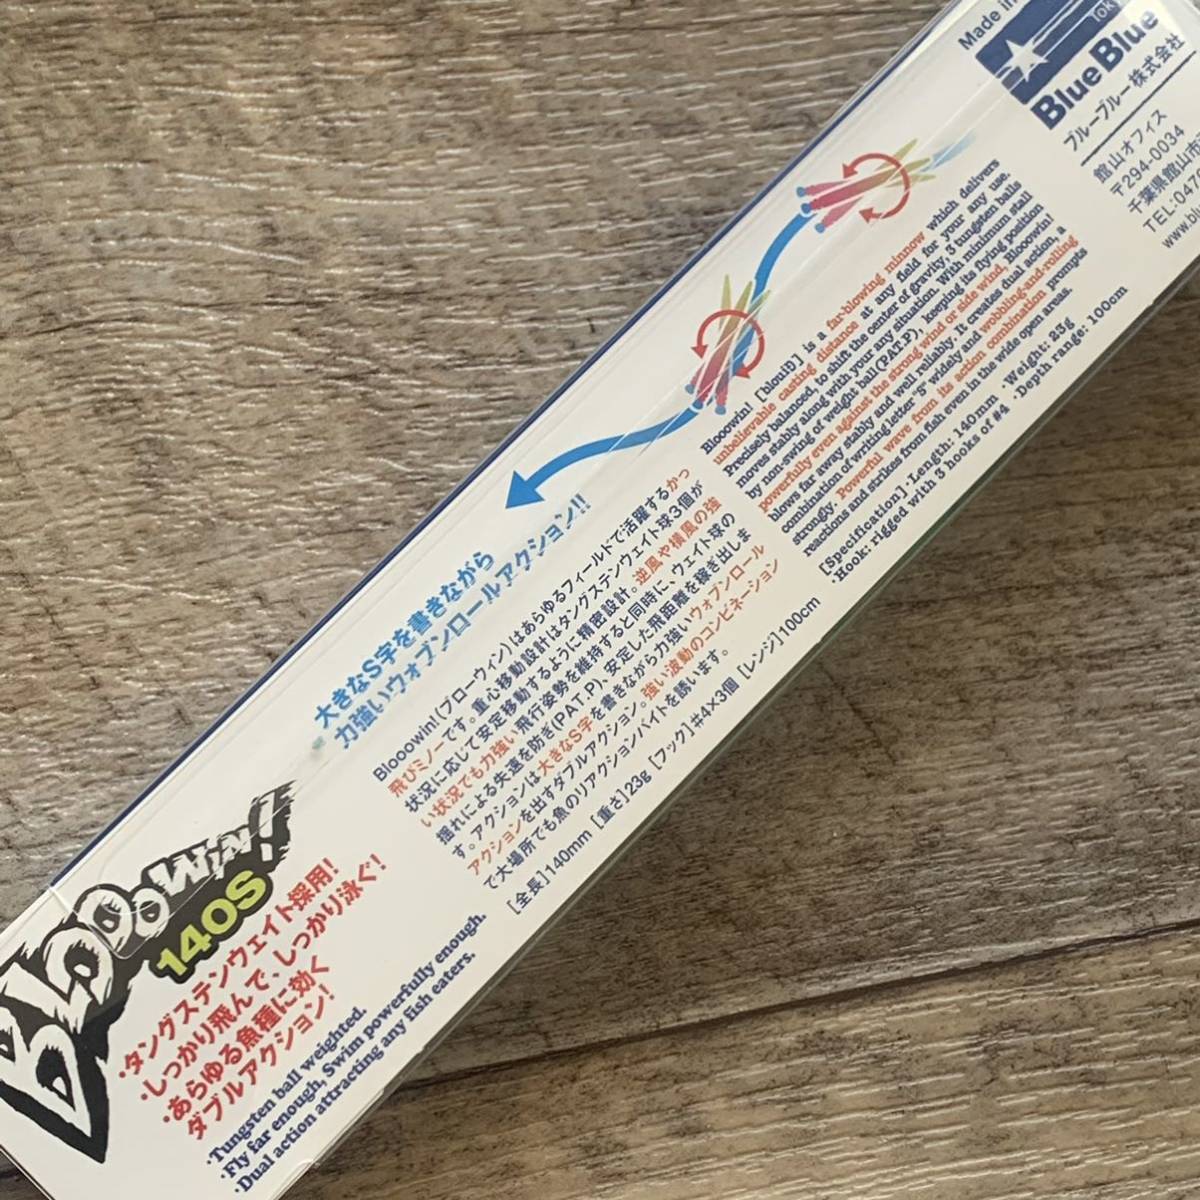 BLOOOWIN!
140S
・タングステンウェイト採用!
・しっかり飛んで、しっかり泳ぐ!
・あらゆる魚種に効く
ダブルアクション!
・Tungsten ball weighted.
・Fly far enough, Swim powerfully enough.
・Dual action attracting any fish eaters.
大きなS字を書きながら
力強いウォブンロールアクション!!
Blooowin!(ブローウィン)はあらゆるフィールドで活躍するかっ
飛びミノーです。重心移動設計はタングステンウェイト球3個が
状況に応じて安定移動するように精密設計。逆風や横風の強
い状況でも力強い飛行姿勢を維持すると同時に、ウェイト球の
揺れによる失速を防ぎ(PAT.P)、安定した飛距離を稼ぎ出しま
す。アクションは大きなS字を書きながら力強いウォブンロール
アクションを出すダブルアクション。強い波動のコンビネーション
で大場所でも魚のリアクションバイトを誘います。
[全長]140mm [重さ]23g [フック]#4×3個 [レンジ]100cm
Blooowin! is a far-blowing minnow which delivers
unbelievable casting distance at any field for your any use.
Precisely balanced, to shift the center of gravity, 3 tungsten balls
moves stably along with your any situation. With minimum stall
by non-swing of weight ball(PAT.P), keeping its flying position
powerfully even against the strong wind or side wind, Blooowin!
blows far away stably and well reliably. It creates dual action, a
combination of writing letter "S" widely and wobbling-and-rolling
strongly. Powerful wave from its action combination prompts
reactions and strikes from fish even in the wide open areas.
[Specification] ・Length: 140mm ・Weight: 23g
・Hook: rigged with 3 hooks of #4 ・Depth range: 100cm
Made in
Blue Blue
ブルーブルー株式会社
館山オフィス
〒294-0034
千葉県館山市
TEL:0470